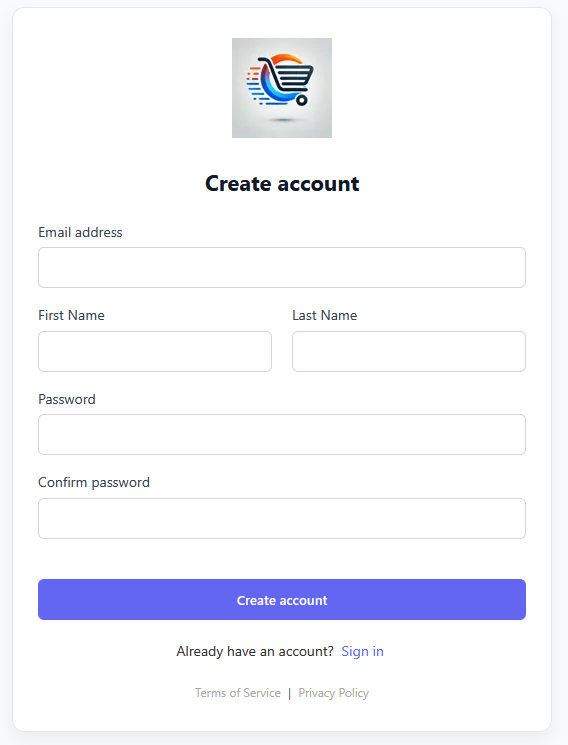 Create account
Email address
First Name Last Name
Password
Confirm password
Create account
Already have an account? Sign in
Terms of Service | Privacy Policy